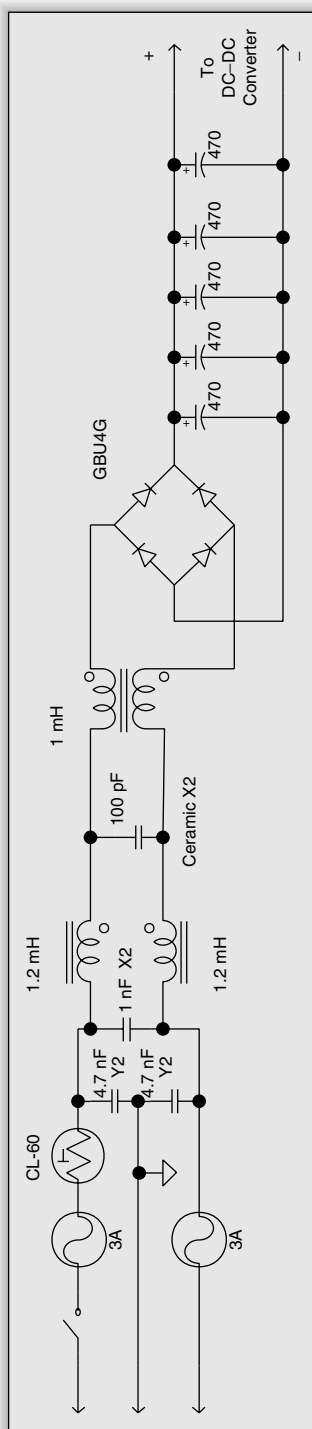 3A
CL-60
4.7 nF
Y2
4.7 nF
Y2
3A
1 nF
X2
1.2 mH
1.2 mH
100 pF
Ceramic X2
1 mH
GBU4G
+
470
+
470
+
470
+
470
+
470
+
To
DC–DC
Converter
–